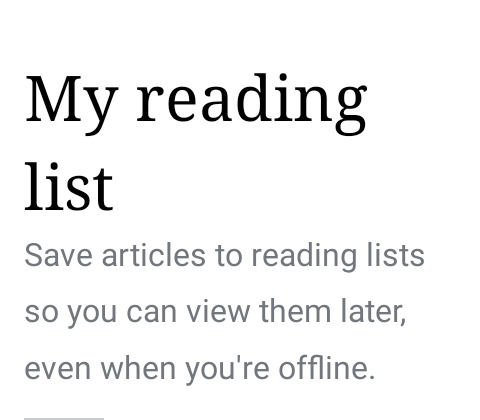 My reading
list
Save articles to reading lists
so you can view them later,
even when you're offline.